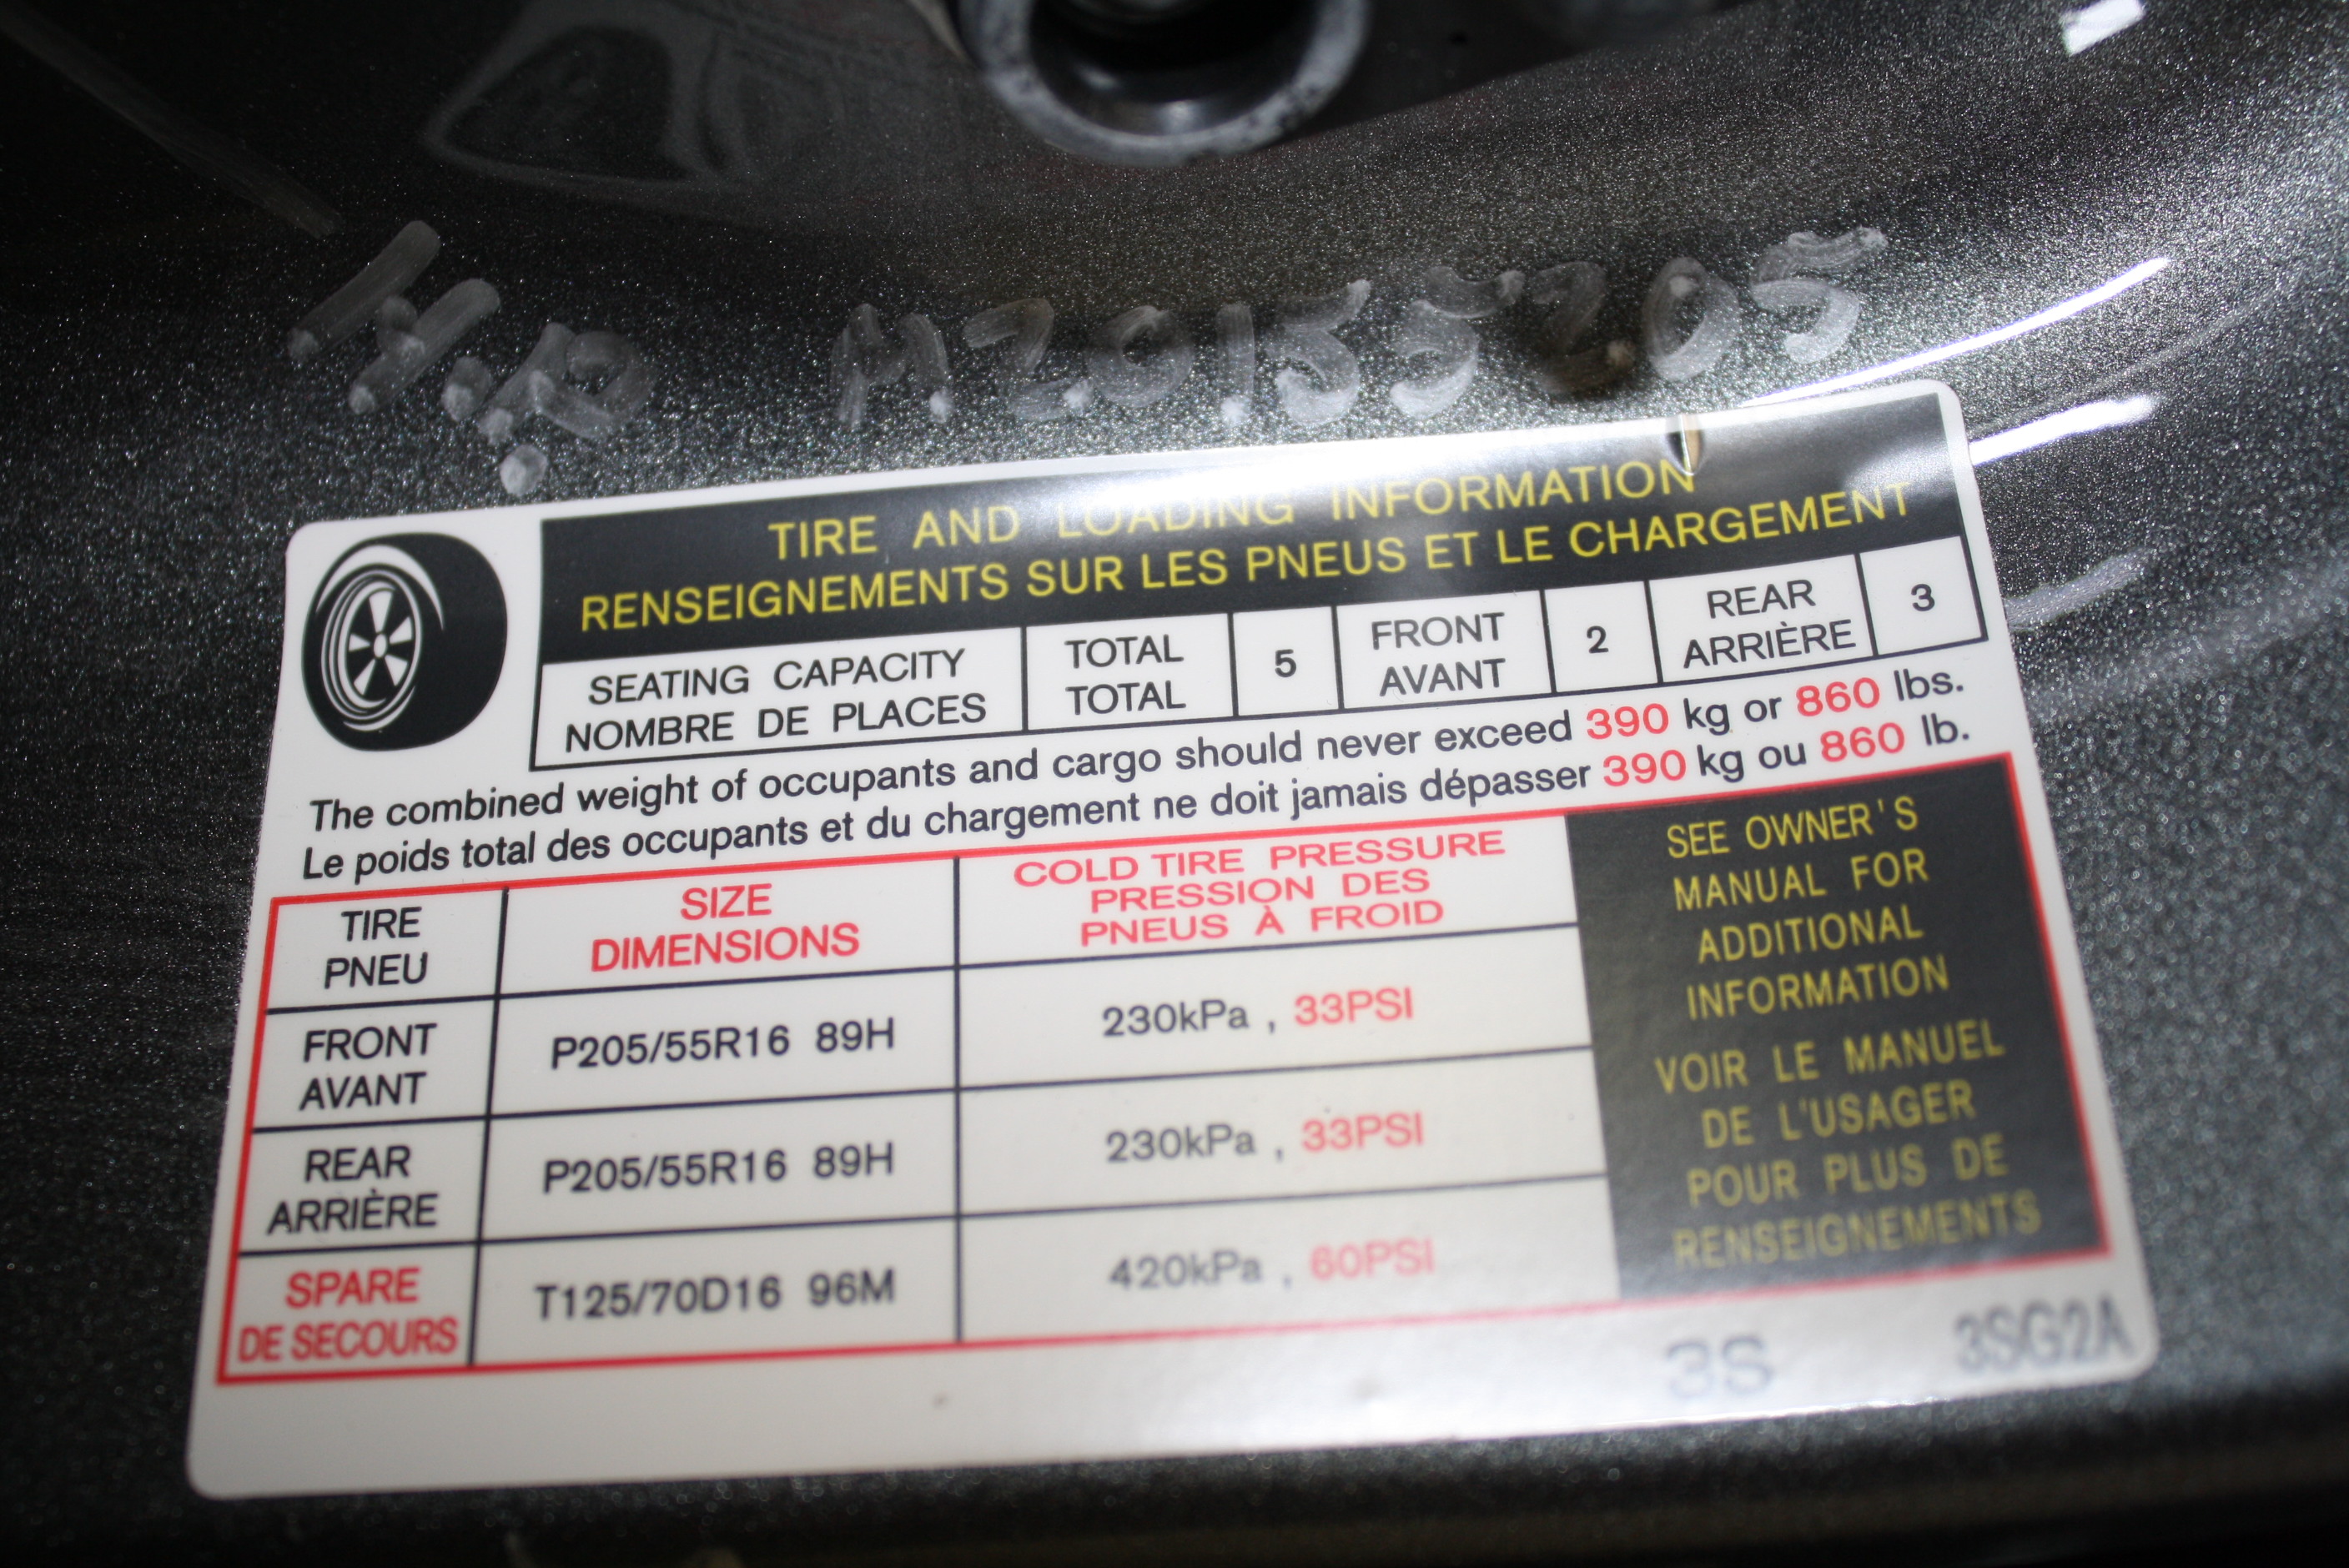 TIRE AND LOADING INFORMATION
RENSEIGNEMENTS SUR LES PNEUS ET LE CHARGEMENT
SEATING CAPACITY
NOMBRE DE PLACES
TOTAL
TOTAL
5
FRONT
AVANT
2
REAR
ARRIÈRE
3
The combined weight of occupants and cargo should never exceed 390 kg or 860 lbs.
Le poids total des occupants et du chargement ne doit jamais dépasser 390 kg ou 860 lb.
TIRE
PNEU
SIZE
DIMENSIONS
COLD TIRE PRESSURE
PRESSION DES
PNEUS À FROID
FRONT
AVANT
P205/55R16 89H
230kPa , 33PSI
REAR
ARRIÈRE
P205/55R16 89H
230kPa , 33PSI
SPARE
DE SECOURS
T125/70D16 96M
420kPa , 60PSI
SEE OWNER'S
MANUAL FOR
ADDITIONAL
INFORMATION
VOIR LE MANUEL
DE L'USAGER
POUR PLUS DE
RENSEIGNEMENTS
3S 3SG2A